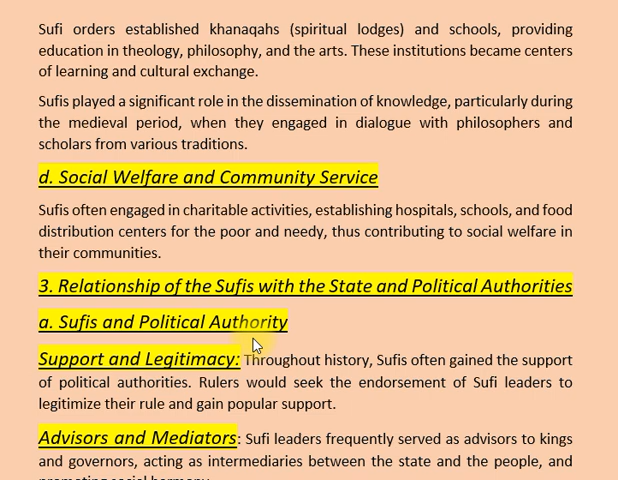 Sufi orders established khanaqahs (spiritual lodges) and schools, providing
education in theology, philosophy, and the arts. These institutions became centers
of learning and cultural exchange.
Sufis played a significant role in the dissemination of knowledge, particularly during
the medieval period, when they engaged in dialogue with philosophers and
scholars from various traditions.
d. Social Welfare and Community Service
Sufis often engaged in charitable activities, establishing hospitals, schools, and food
distribution centers for the poor and needy, thus contributing to social welfare in
their communities.
3. Relationship of the Sufis with the State and Political Authorities
a. Sufis and Political Authority
Support and Legitimacy: Throughout history, Sufis often gained the support
of political authorities. Rulers would seek the endorsement of Sufi leaders to
legitimize their rule and gain popular support.
Advisors and Mediators: Sufi leaders frequently served as advisors to kings
and governors, acting as intermediaries between the state and the people, and
promoting social harmony.